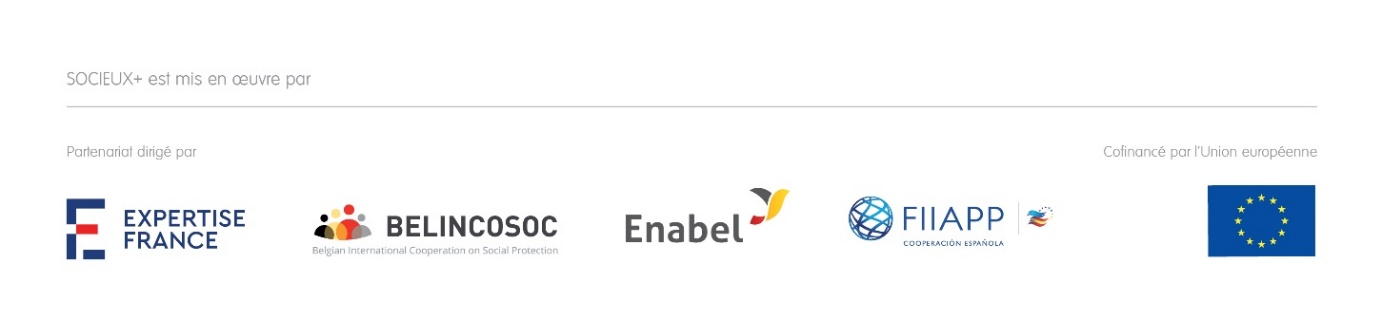 SOCIEUX+ est mis en œuvre par
Partenariat dirigé par
Cofinancé par l'Union européenne
EXPERTISE
FRANCE
BELINCOSOC
Belgian International Cooperation on Social Protection
Enabel
FIIAPP
COOPERACIÓN ESPAÑOLA